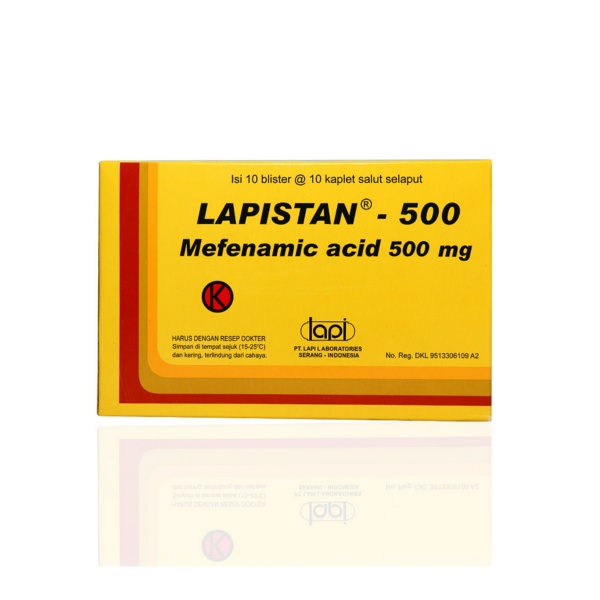 Isi 10 blister @ 10 kaplet salut selaput
LAPISTAN® - 500
Mefenamic acid 500 mg
K
HARUS DENGAN RESEP DOKTER
Simpan di tempat sejuk (15-25°C)
dan kering, terlindung dari cahaya.
lapi
PT. LAPI LABORATORIES
SERANG - INDONESIA
No. Reg. DKL 9513306109 A2